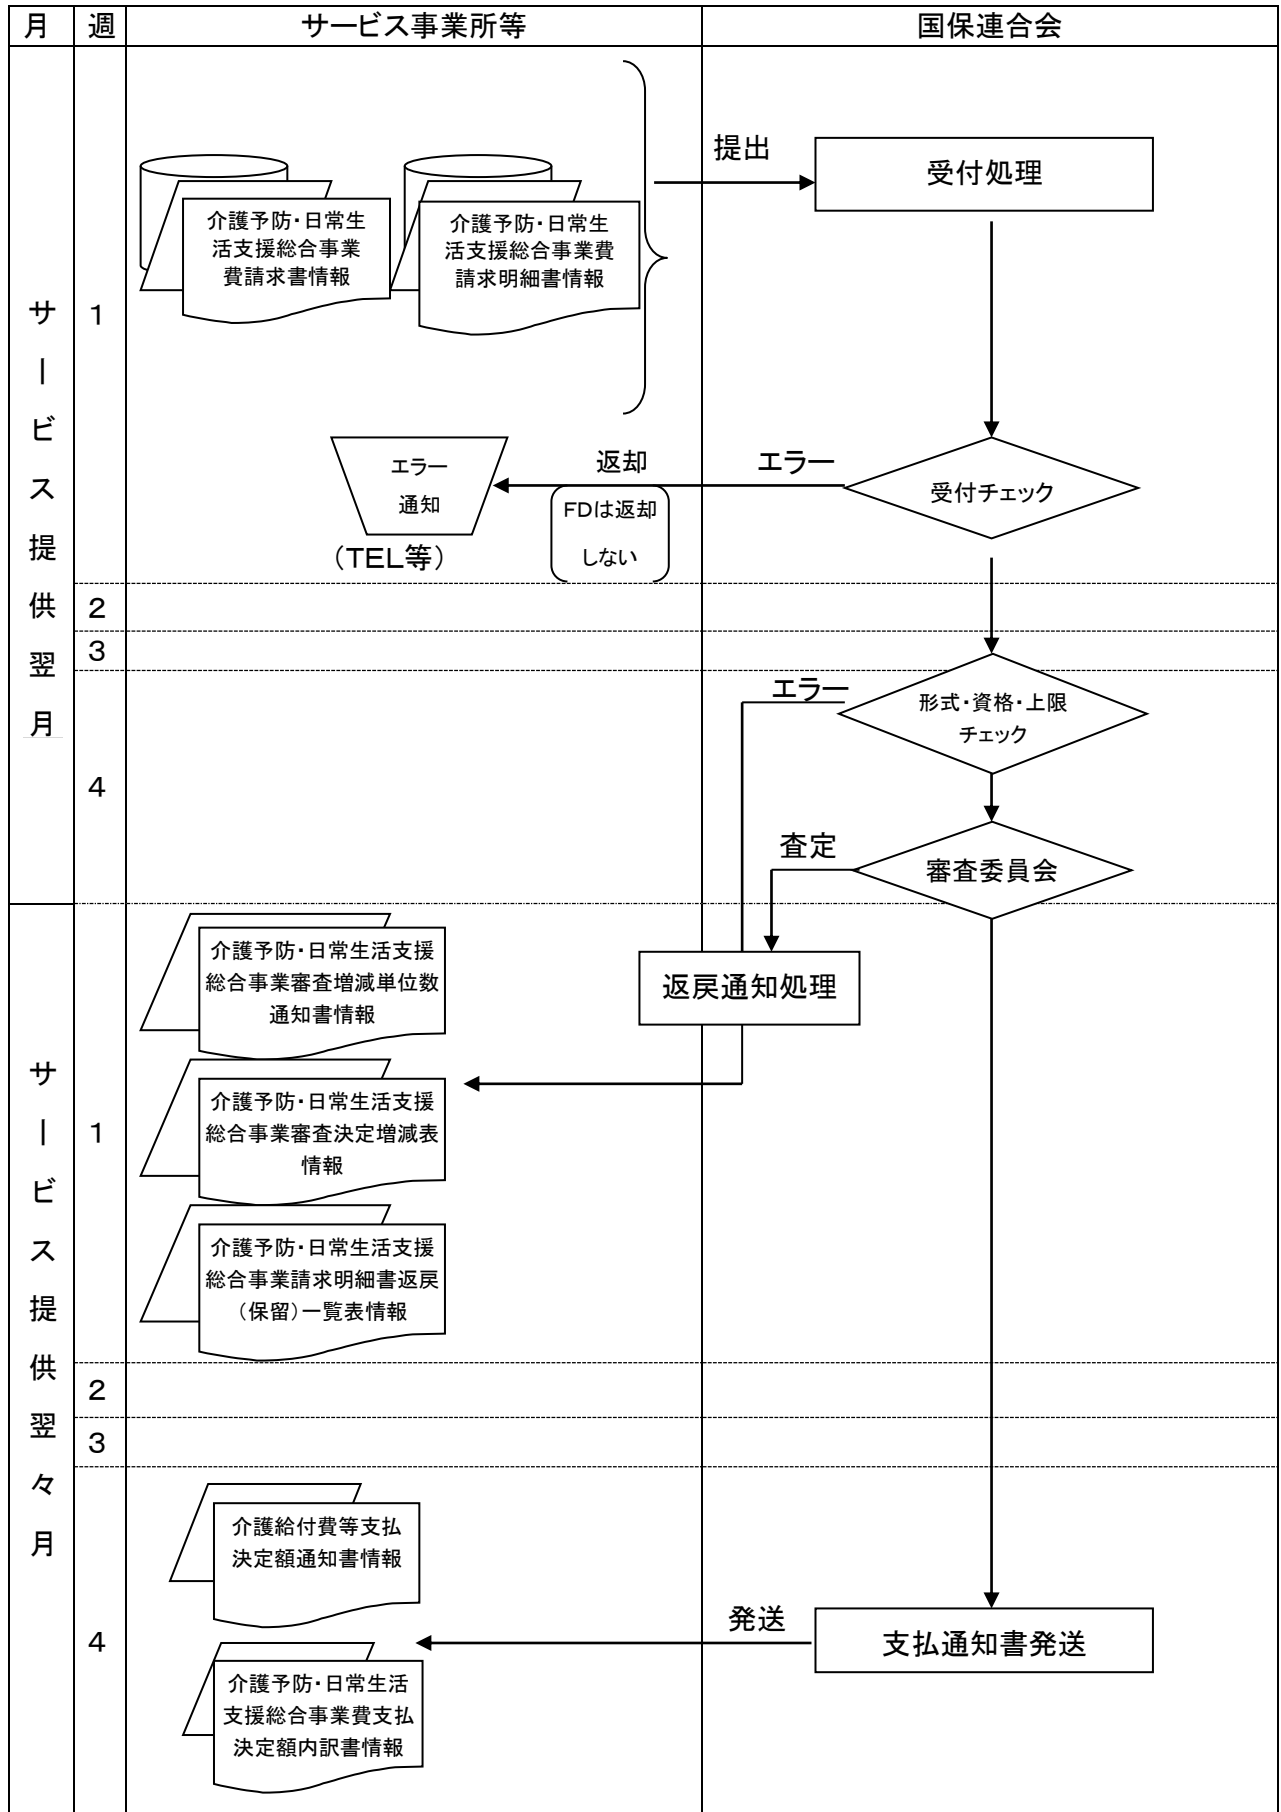 月 週 サービス事業所等 国保連合会
サービス提供翌月
1
介護予防・日常生
活支援総合事業
費請求書情報
介護予防・日常生
活支援総合事業費
請求明細書情報
提出
受付処理
エラー
通知
(TEL等)
返却
FDは返却
しない
エラー
受付チェック
2
3
4
エラー
形式・資格・上限
チェック
査定
審査委員会
サービス提供翌々月
1
介護予防・日常生活支援
総合事業審査増減単位数
通知書情報
返戻通知処理
介護予防・日常生活支援
総合事業審査決定増減表
情報
介護予防・日常生活支援
総合事業請求明細書返戻
(保留)一覧表情報
2
3
4
介護給付費等支払
決定額通知書情報
発送
支払通知書発送
介護予防・日常生活
支援総合事業費支払
決定額内訳書情報